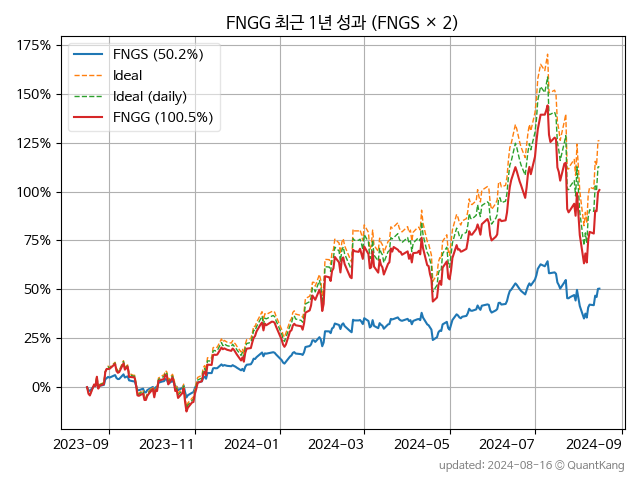 FNGG 최근 1년 성과 (FNGS × 2)
175%
150%
125%
100%
75%
50%
25%
0%
FNGS (50.2%)
Ideal
Ideal (daily)
FNGG (100.5%)
2023-09 2023-11 2024-01 2024-03 2024-05 2024-07 2024-09
updated: 2024-08-16 © QuantKang